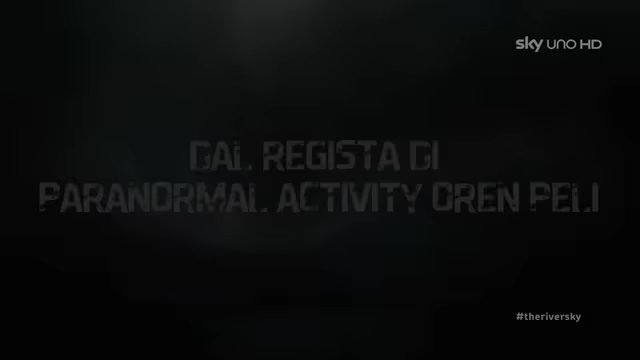 sky uno HD
DAL REGISTA DI
PARANORMAL ACTIVITY OREN PELI
#theriversky